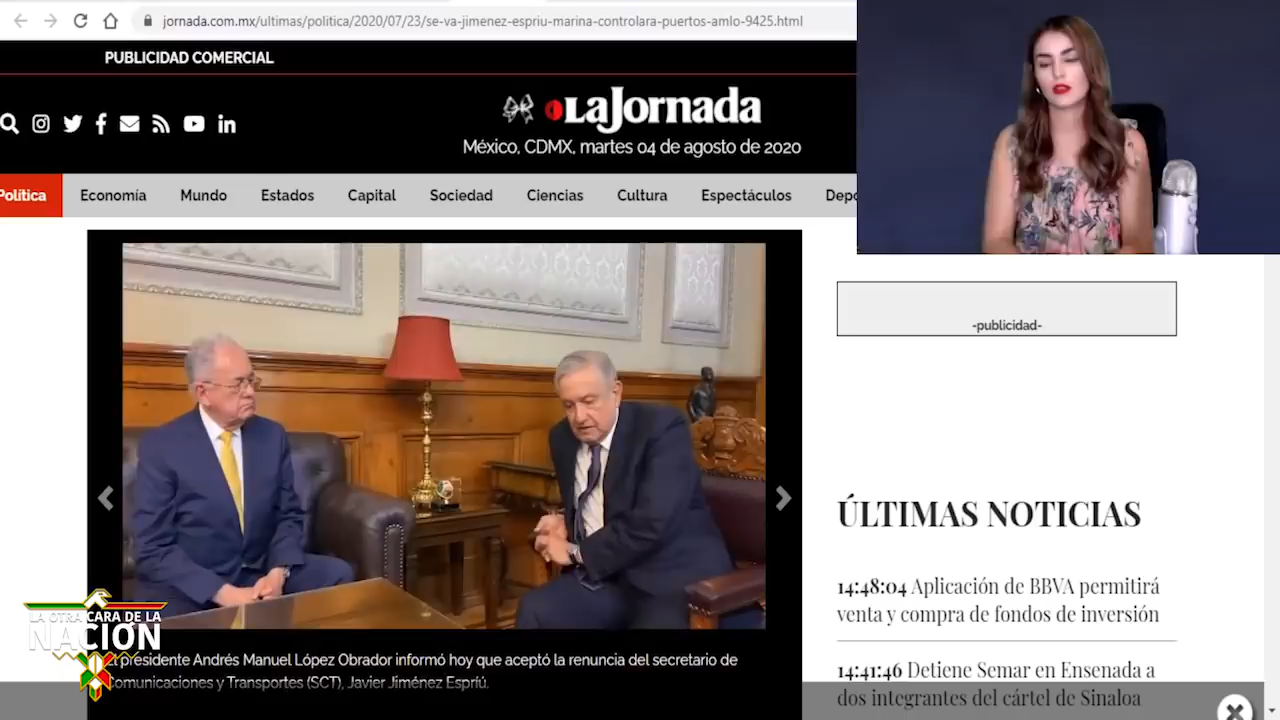 jornada.com.mx/ultimas/politica/2020/07/23/se-va-jimenez-espriu-marina-controlara-puertos-amlo-9425.html
PUBLICIDAD COMERCIAL
LaJornada
México, CDMX, martes 04 de agosto de 2020
Política Economía Mundo Estados Capital Sociedad Ciencias Cultura Espectáculos Depo
-publicidad-
ÚLTIMAS NOTICIAS
14:48:04 Aplicación de BBVA permitirá
venta y compra de fondos de inversión
14:41:46 Detiene Semar en Ensenada a
dos integrantes del cártel de Sinaloa
LA OTRA CARA DE LA
NACIÓN
El presidente Andrés Manuel López Obrador informó hoy que aceptó la renuncia del secretario de
Comunicaciones y Transportes (SCT), Javier Jiménez Espriú.